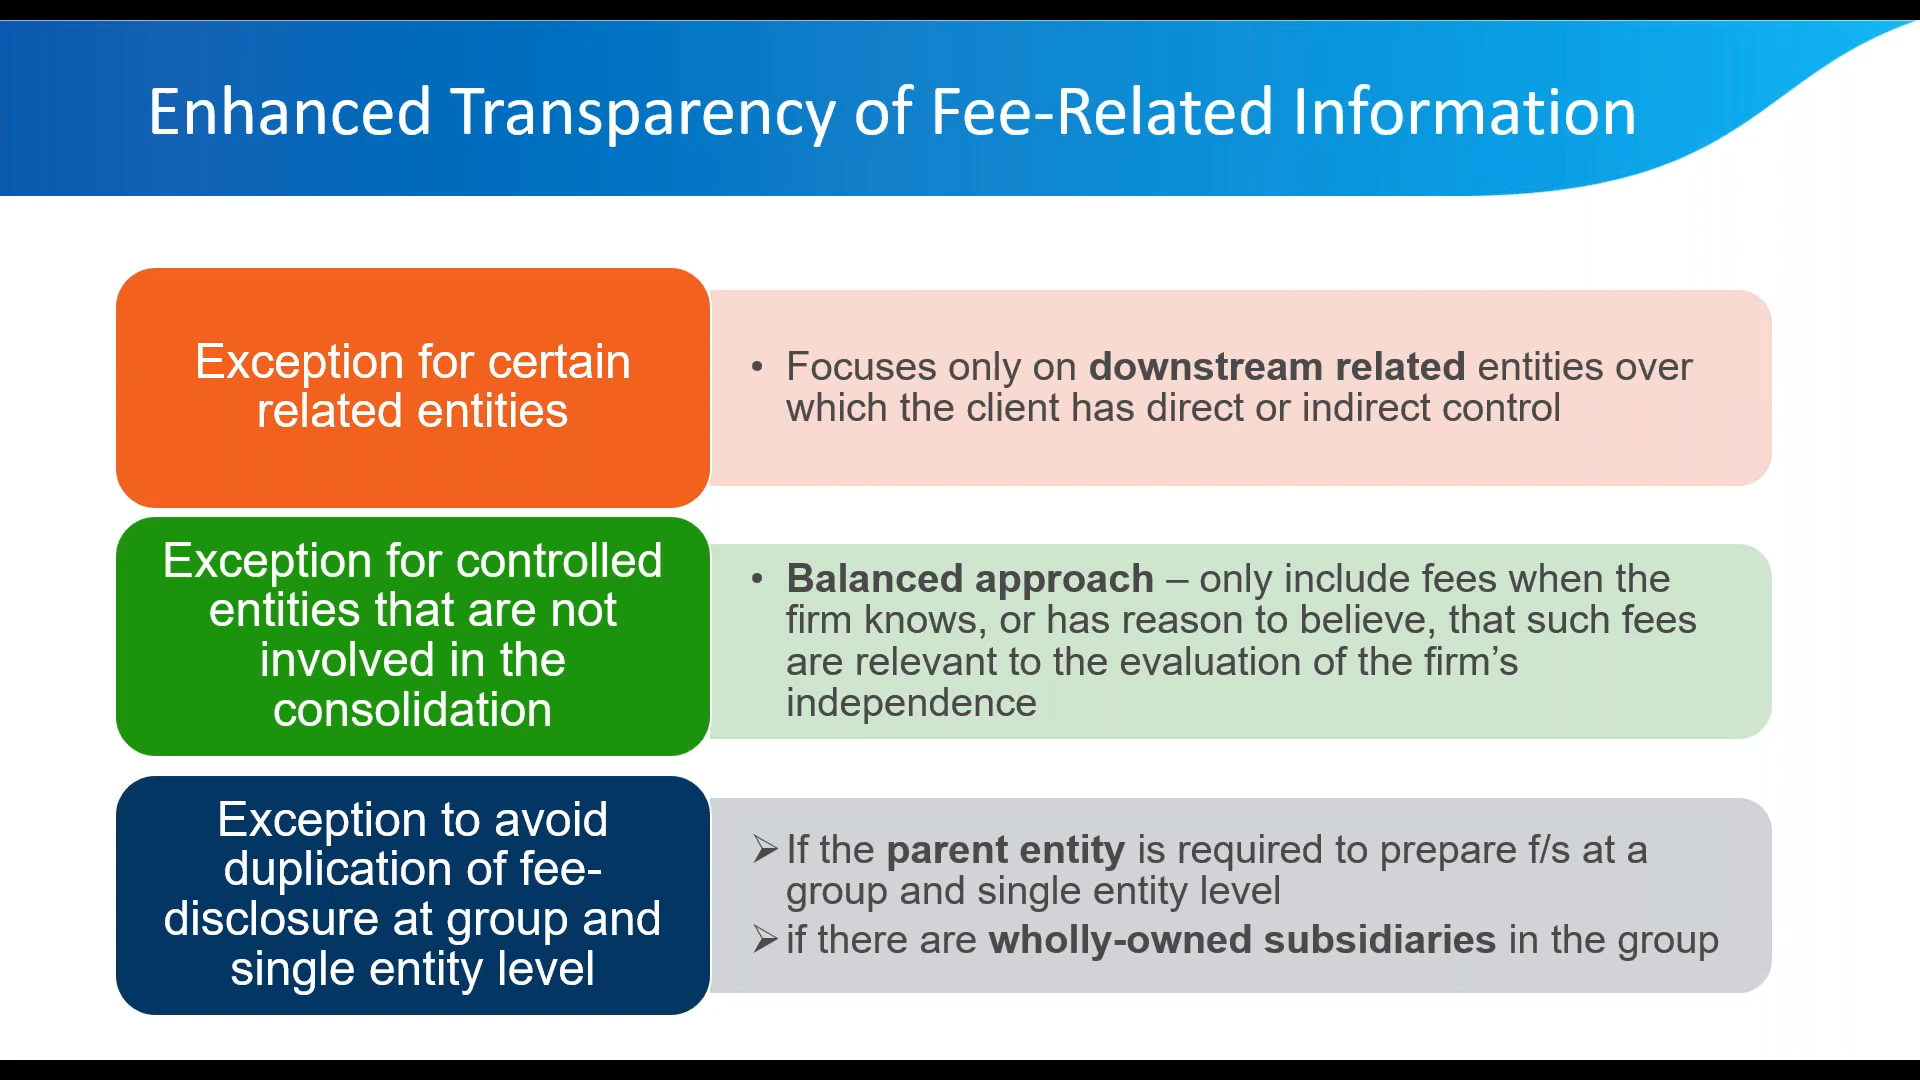 Enhanced Transparency of Fee-Related Information
Exception for certain
related entities
• Focuses only on downstream related entities over
which the client has direct or indirect control
Exception for controlled
entities that are not
involved in the
consolidation
• Balanced approach – only include fees when the
firm knows, or has reason to believe, that such fees
are relevant to the evaluation of the firm’s
independence
Exception to avoid
duplication of fee-
disclosure at group and
single entity level
➢ If the parent entity is required to prepare f/s at a
group and single entity level
➢ if there are wholly-owned subsidiaries in the group